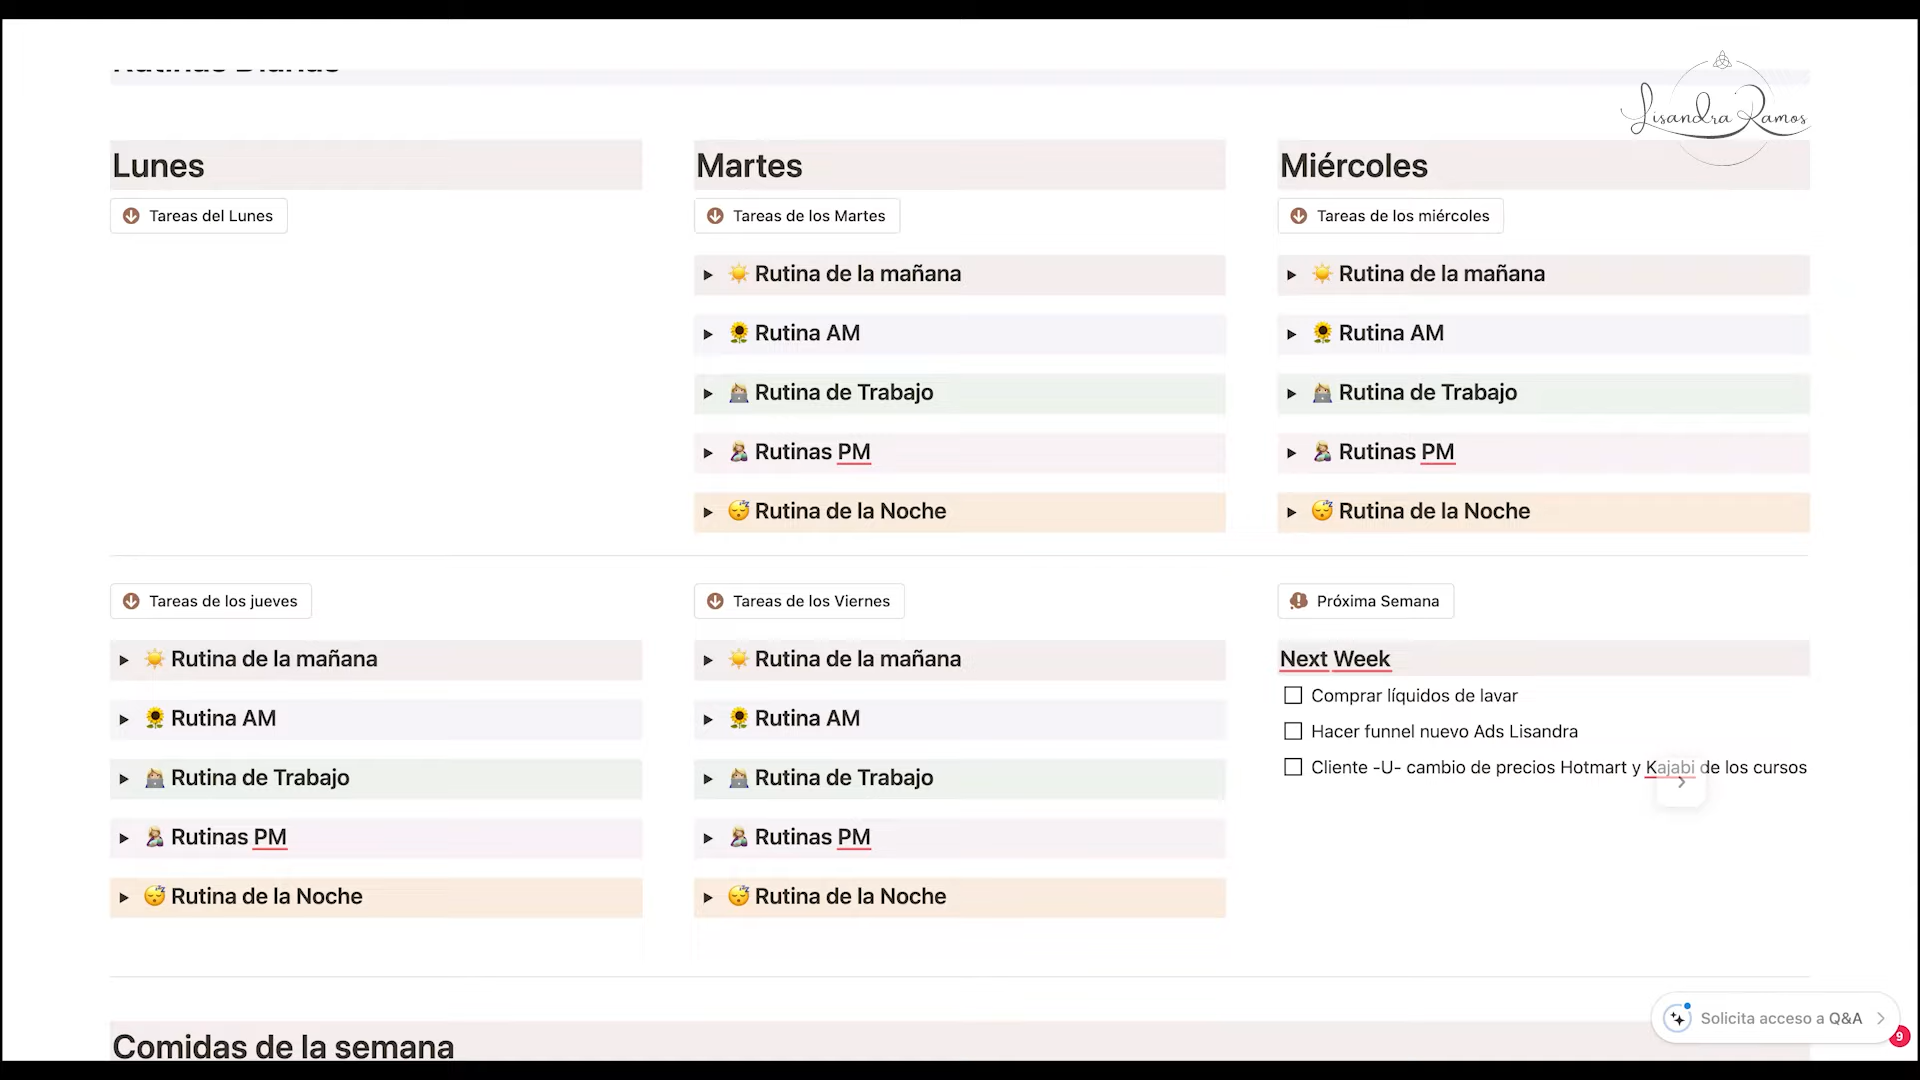 Rutinas Diarias
Lisandra Ramos
Lunes
Tareas del Lunes
Martes
Tareas de los Martes
Rutina de la mañana
Rutina AM
Rutina de Trabajo
Rutinas PM
Rutina de la Noche
Miércoles
Tareas de los miércoles
Rutina de la mañana
Rutina AM
Rutina de Trabajo
Rutinas PM
Rutina de la Noche
Tareas de los jueves
Rutina de la mañana
Rutina AM
Rutina de Trabajo
Rutinas PM
Rutina de la Noche
Tareas de los Viernes
Rutina de la mañana
Rutina AM
Rutina de Trabajo
Rutinas PM
Rutina de la Noche
Próxima Semana
Next Week
Comprar líquidos de lavar
Hacer funnel nuevo Ads Lisandra
Cliente -U- cambio de precios Hotmart y Kajabi de los cursos
Comidas de la semana
Solicita acceso a Q&A
9